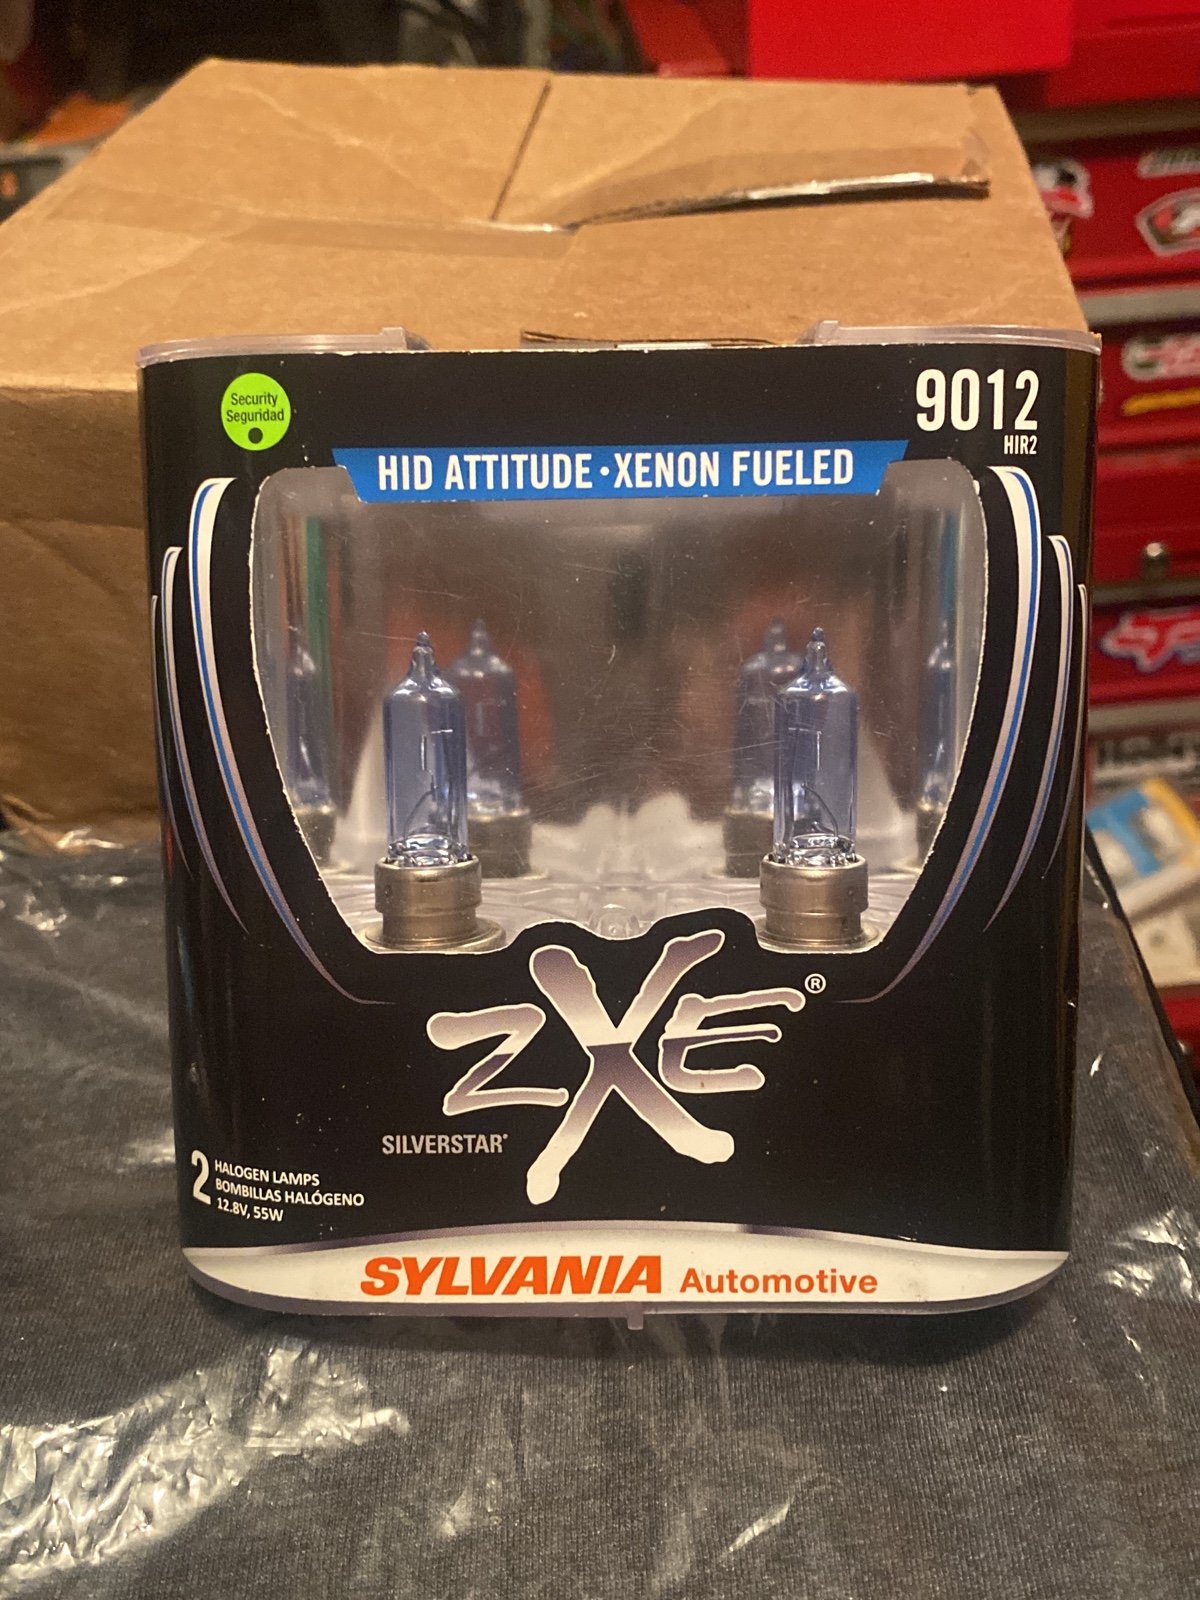 Security
Seguridad
9012
HIR2
HID ATTITUDE • XENON FUELED
ZXE®
SILVERSTAR®
2 HALOGEN LAMPS
BOMBILLAS HALÓGENO
12.8V, 55W
SYLVANIA Automotive